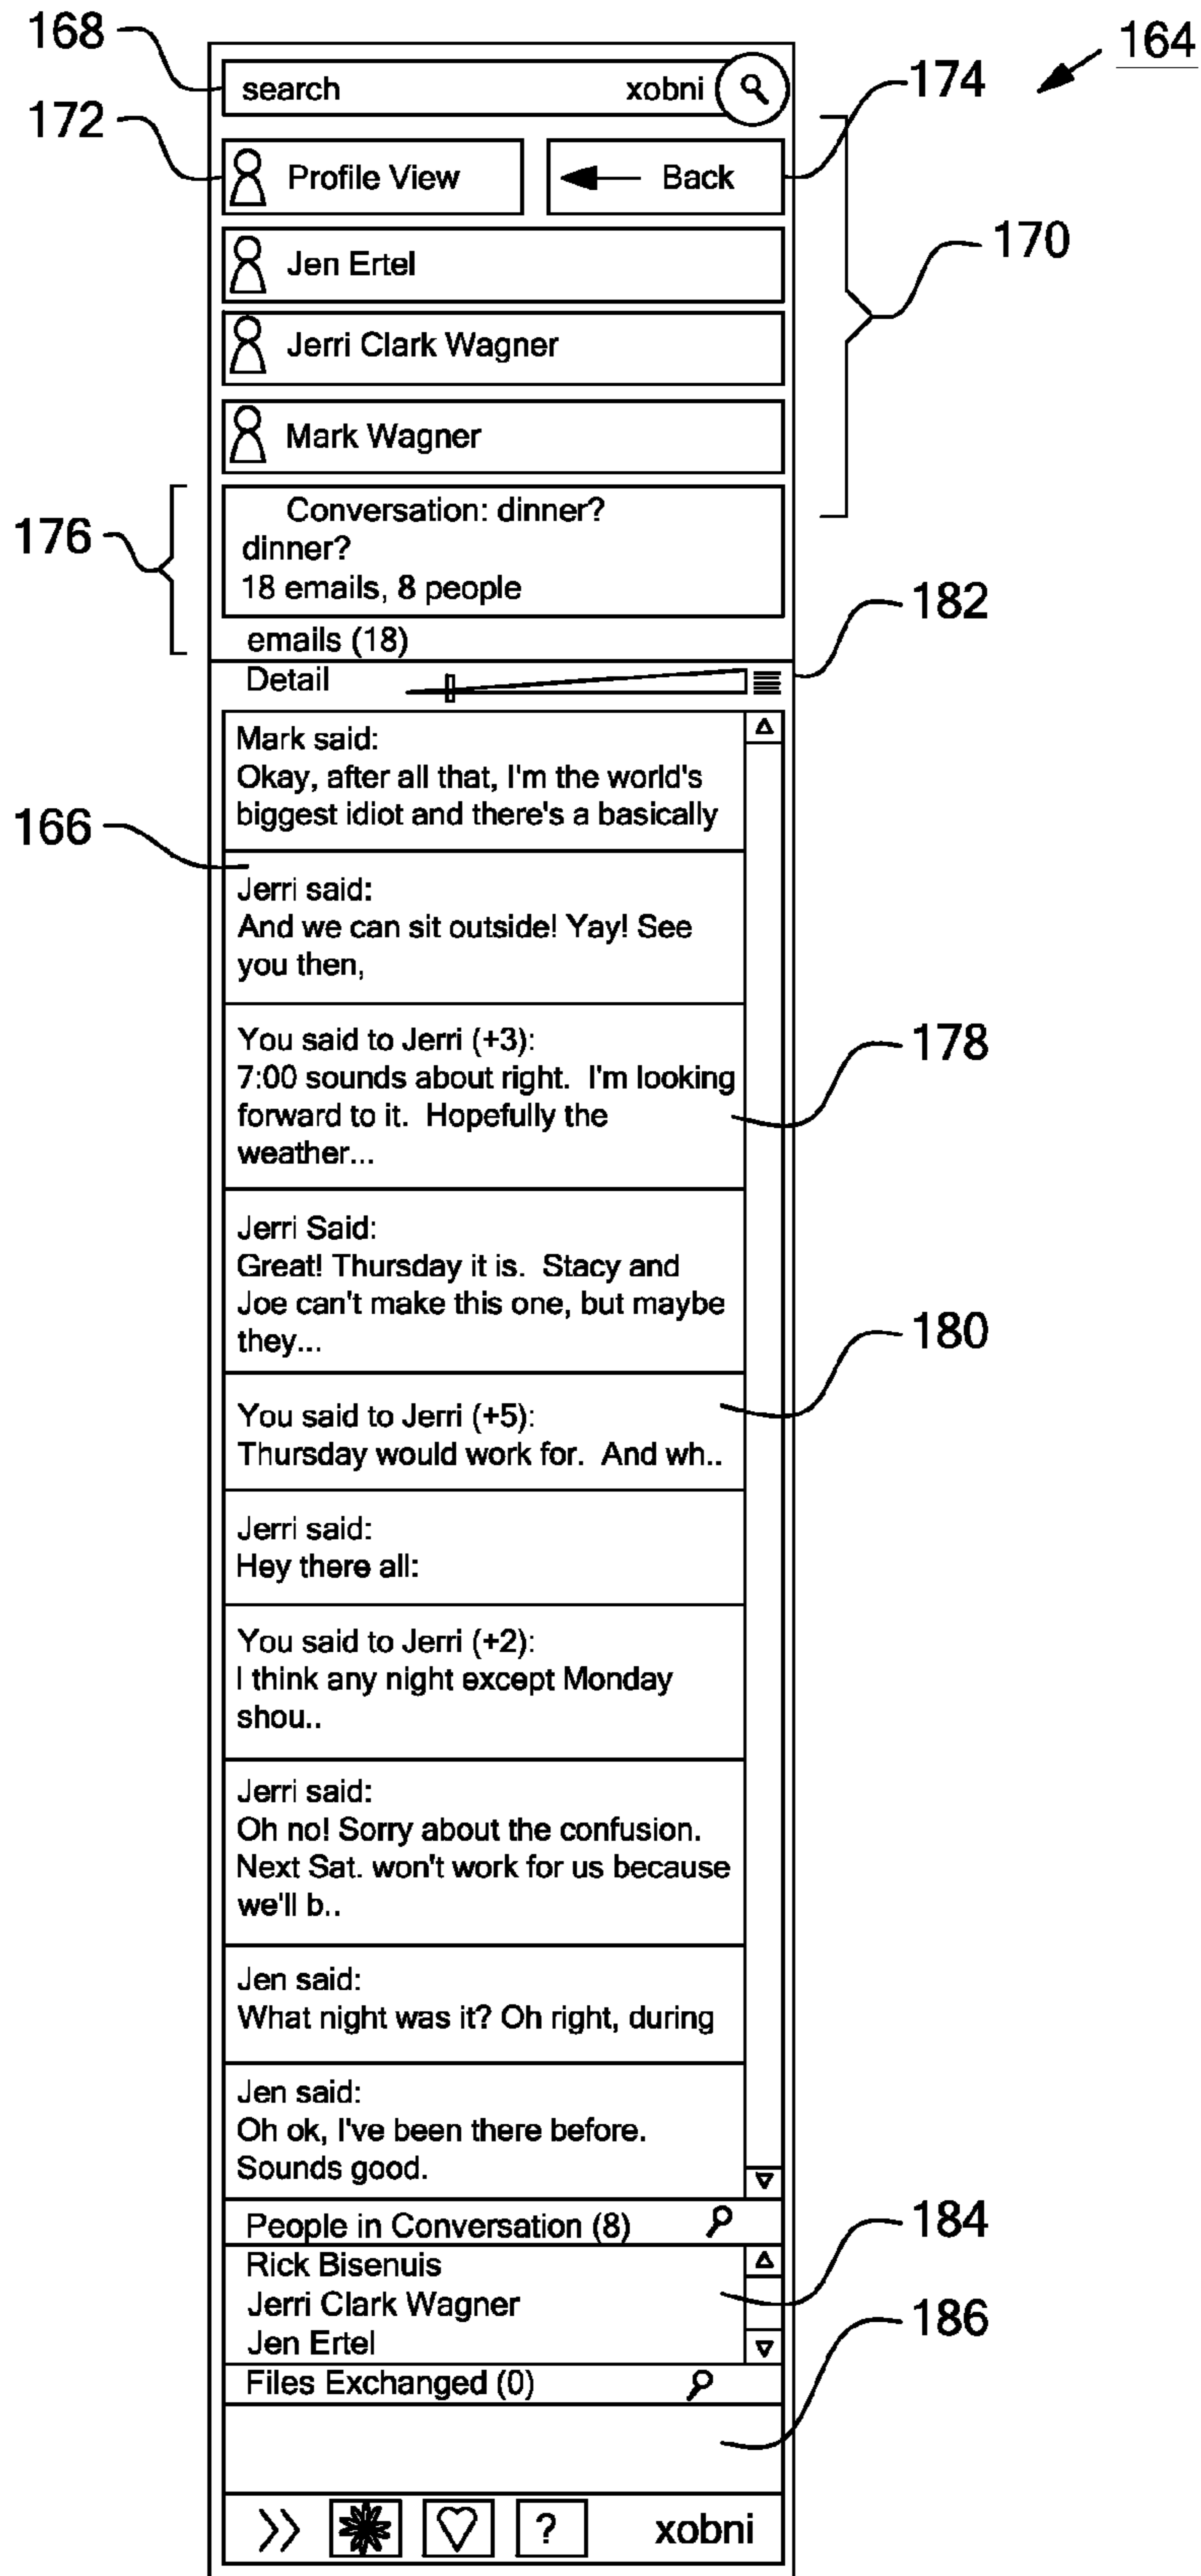 168
164
search xobni
174
172
Profile View
Back
170
Jen Ertel
Jerri Clark Wagner
Mark Wagner
176
Conversation: dinner?
dinner?
18 emails, 8 people
182
emails (18)
Detail
Mark said:
Okay, after all that, I'm the world's
biggest idiot and there's a basically
166
Jerri said:
And we can sit outside! Yay! See
you then,
178
You said to Jerri (+3):
7:00 sounds about right. I'm looking
forward to it. Hopefully the
weather...
Jerri Said:
Great! Thursday it is. Stacy and
Joe can't make this one, but maybe
they...
180
You said to Jerri (+5):
Thursday would work for. And wh..
Jerri said:
Hey there all:
You said to Jerri (+2):
I think any night except Monday
shou..
Jerri said:
Oh no! Sorry about the confusion.
Next Sat. won't work for us because
we'll b..
Jen said:
What night was it? Oh right, during
Jen said:
Oh ok, I've been there before.
Sounds good.
People in Conversation (8)
184
Rick Bisenuis
Jerri Clark Wagner
Jen Ertel
186
Files Exchanged (0)
? xobni